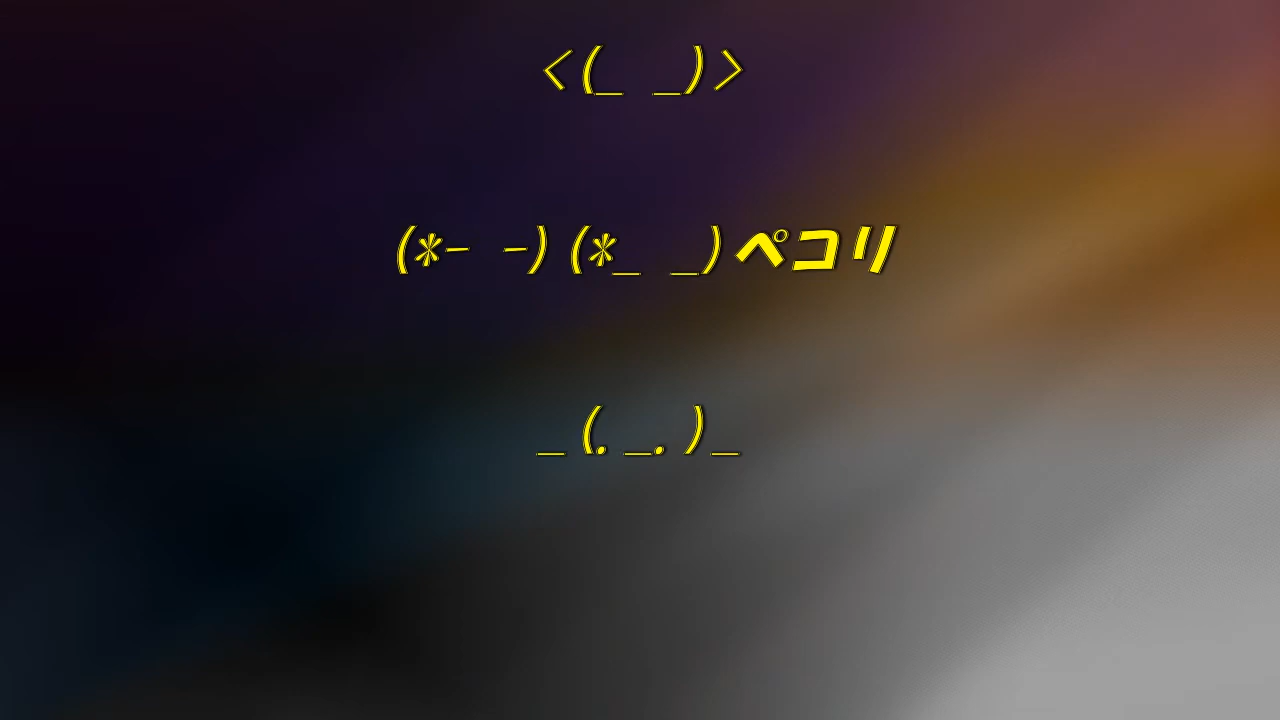 <(_ _)>
(*- -)(*_ _)ペコリ
_(._.)_